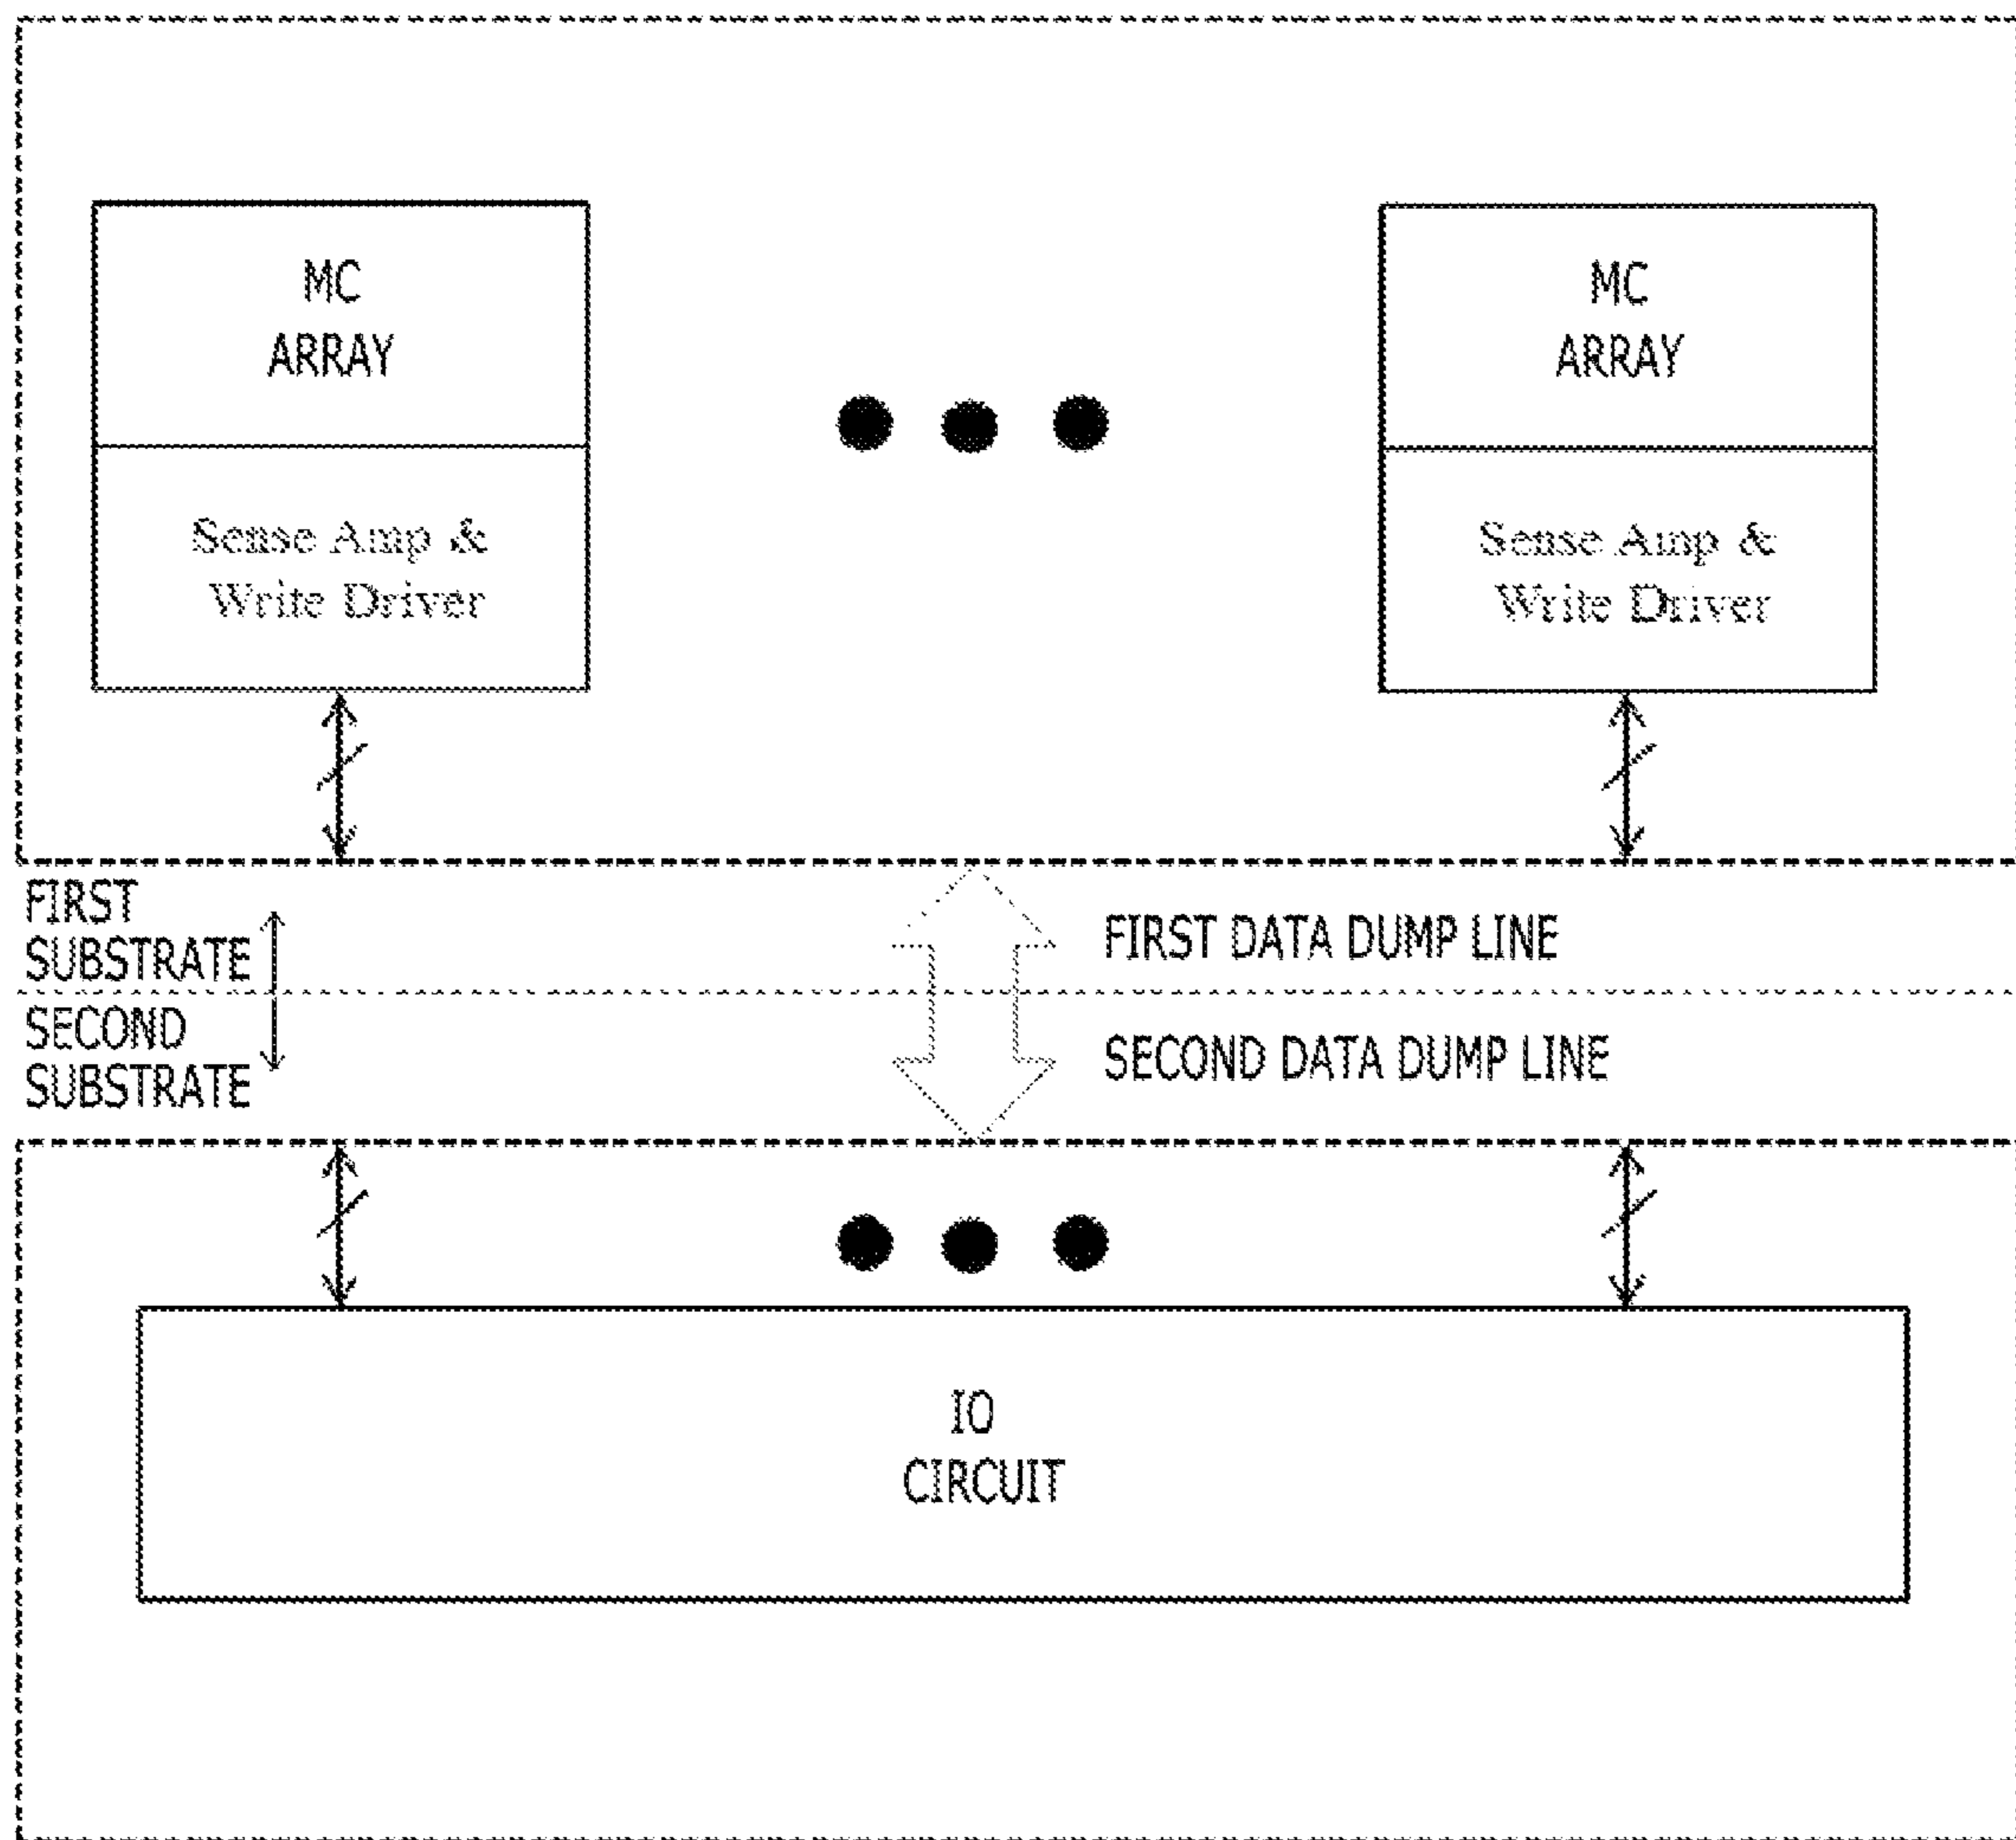 MC
ARRAY
Sense Amp &
Write Driver
MC
ARRAY
Sense Amp &
Write Driver
FIRST
SUBSTRATE
FIRST DATA DUMP LINE
SECOND
SUBSTRATE
SECOND DATA DUMP LINE
IO
CIRCUIT